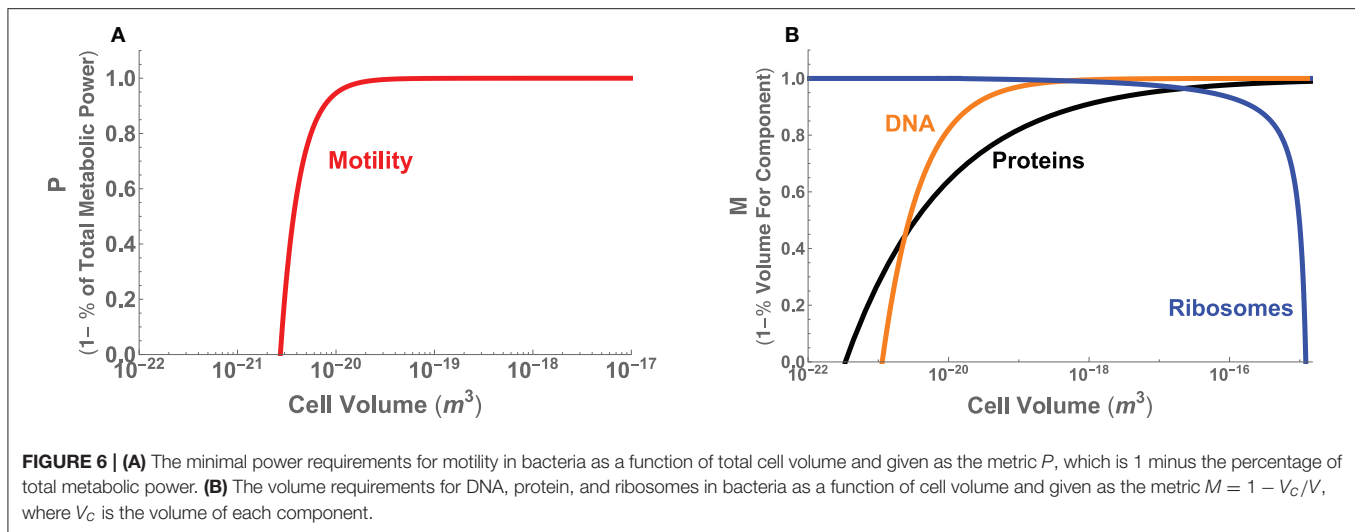 A
P
(1- % of Total Metabolic Power)
1.0
0.8
0.6
0.4
0.2
0.0
Motility
10^-22
10^-21
10^-20
10^-19
10^-18
10^-17
Cell Volume (m^3)
B
M
(1-% Volume For Component)
1.0
0.8
0.6
0.4
0.2
0.0
DNA
Proteins
Ribosomes
10^-22
10^-20
10^-18
10^-16
Cell Volume (m^3)
FIGURE 6 | (A) The minimal power requirements for motility in bacteria as a function of total cell volume and given as the metric P, which is 1 minus the percentage of
total metabolic power. (B) The volume requirements for DNA, protein, and ribosomes in bacteria as a function of cell volume and given as the metric M = 1 − V_C/V,
where V_C is the volume of each component.